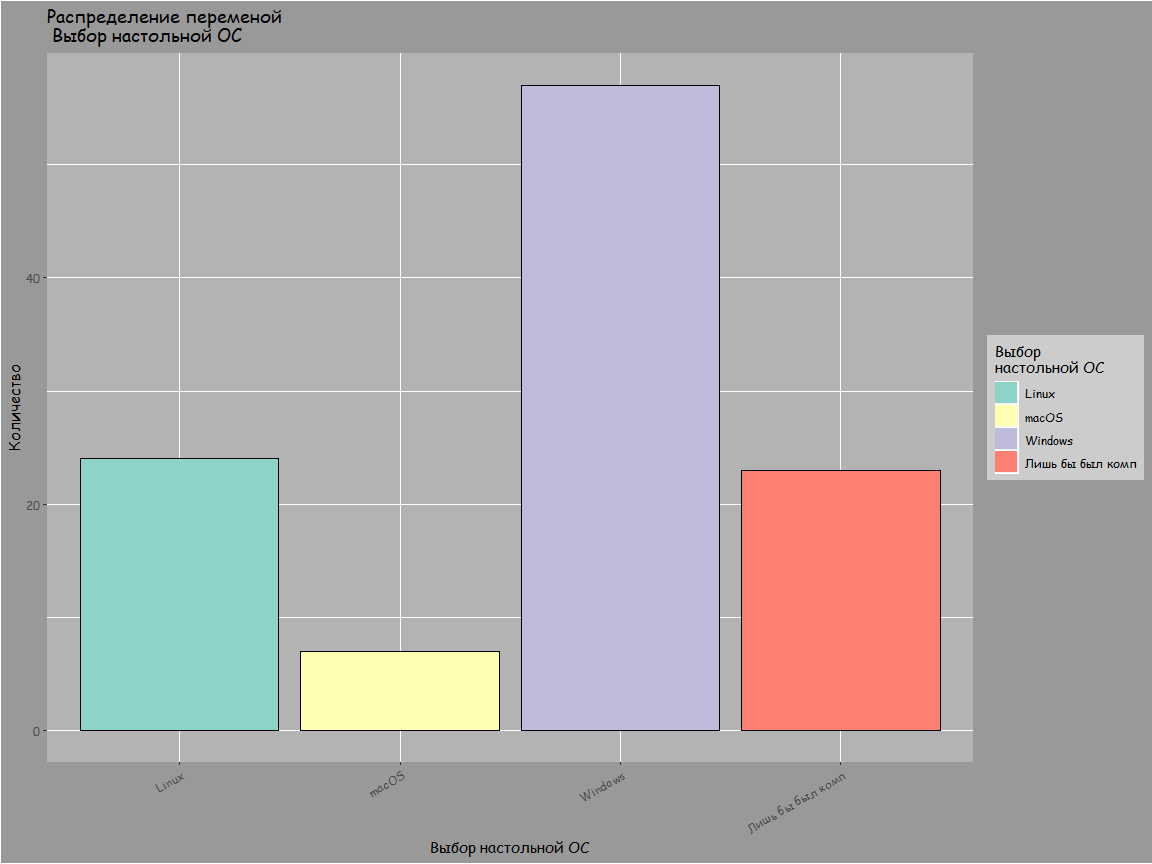 Распределение переменой
Выбор настольной ОС
Количество
40
20
0
Linux
macOS
Windows
Лишь бы был комп
Выбор настольной ОС
Выбор
настольной ОС
Linux
macOS
Windows
Лишь бы был комп